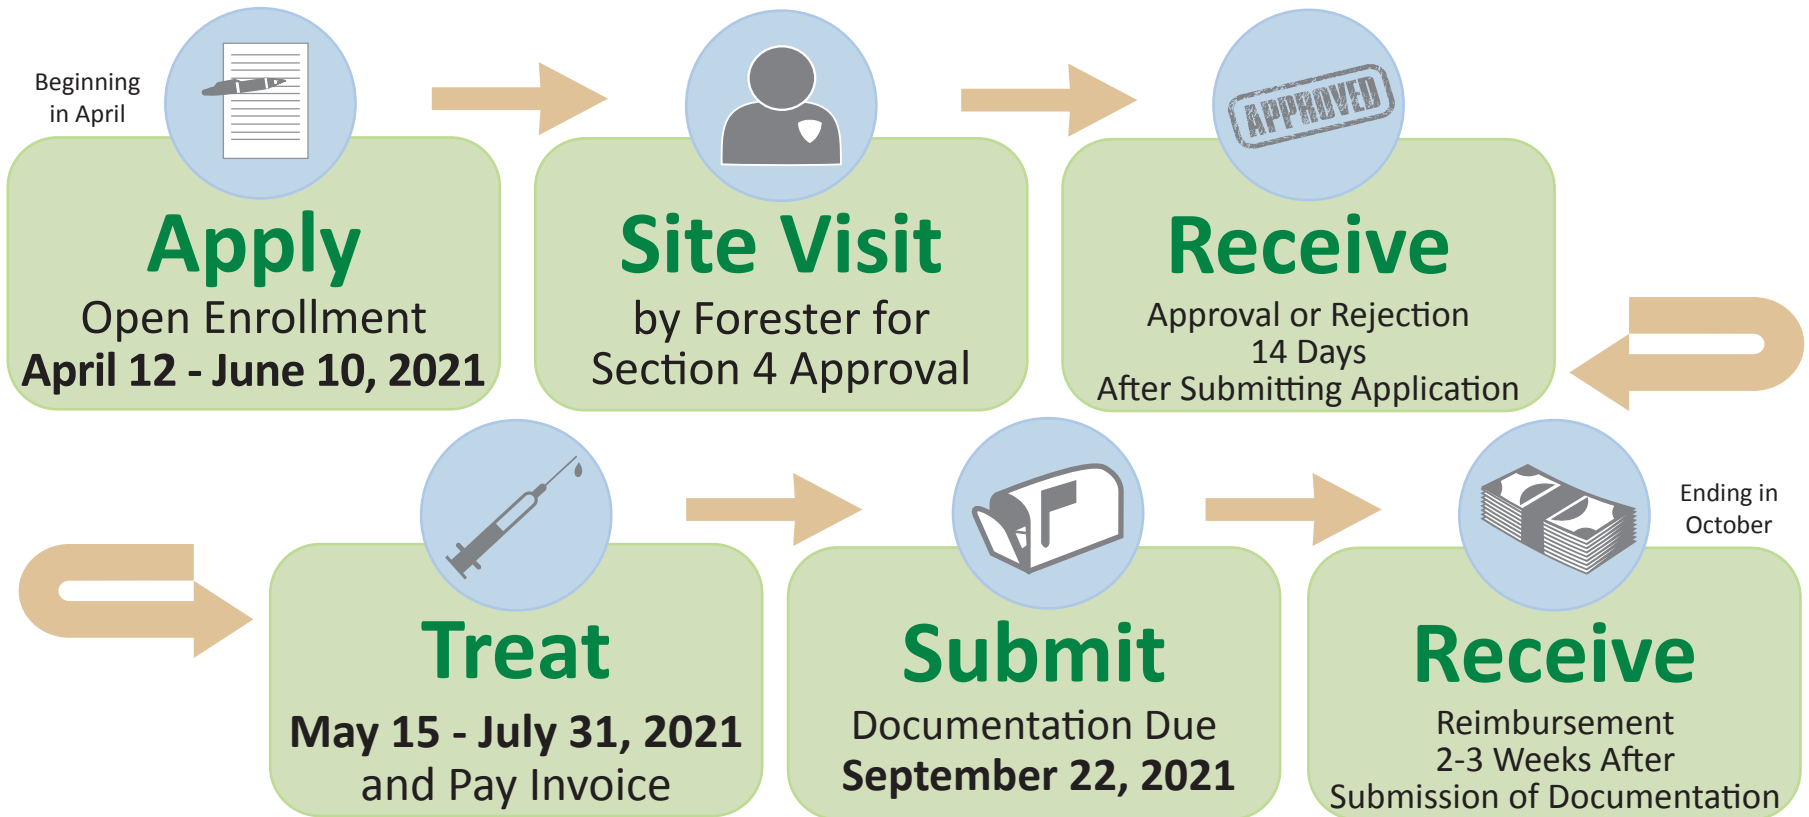 Beginning
in April
Apply
Open Enrollment
April 12 - June 10, 2021
Site Visit
by Forester for
Section 4 Approval
APPROVED
Receive
Approval or Rejection
14 Days
After Submitting Application
Treat
May 15 - July 31, 2021
and Pay Invoice
Submit
Documentation Due
September 22, 2021
Ending in
October
Receive
Reimbursement
2-3 Weeks After
Submission of Documentation